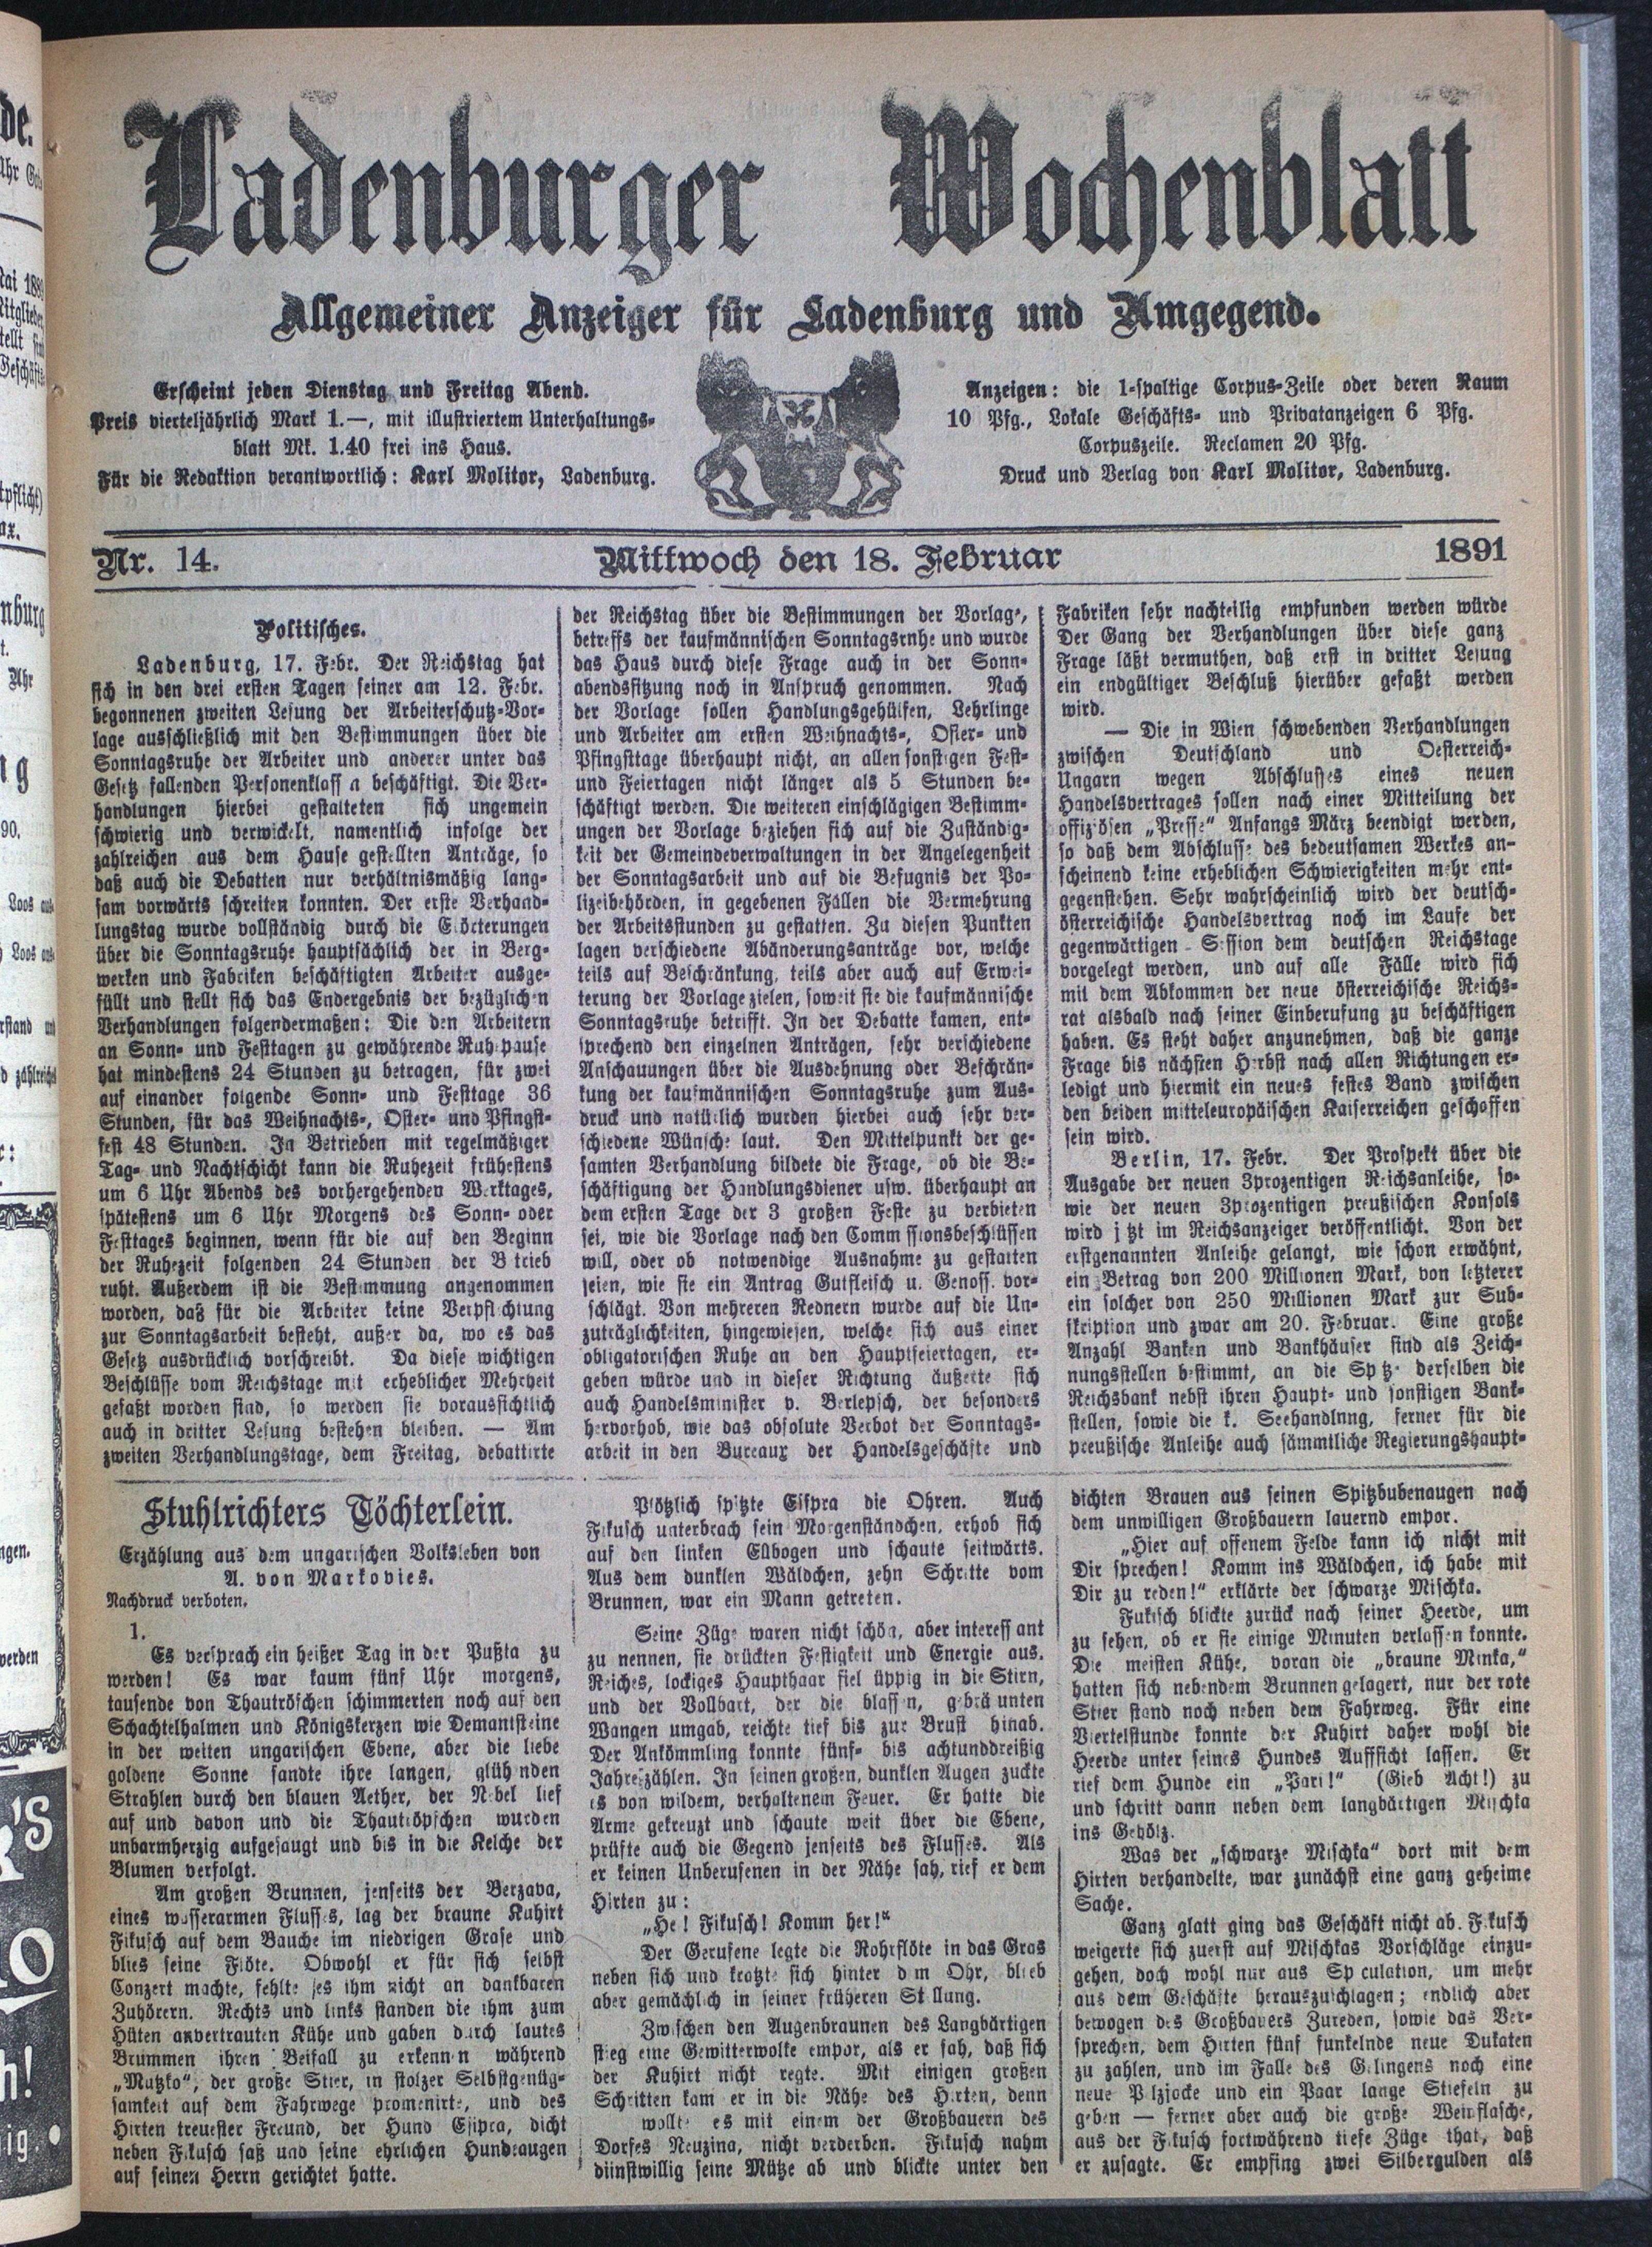 Ladenburger Wochenblatt
Allgemeiner Anzeiger für Ladenburg und Umgegend.
Erscheint jeden Dienstag und Freitag Abend.
Preis vierteljährlich Mark 1.—, mit illustriertem Unterhaltungs-
blatt Mk. 1.40 frei ins Haus.
Für die Redaktion verantwortlich: Karl Molitor, Ladenburg.
Anzeigen: die 1-spaltige Corpus-Zeile oder deren Raum
10 Pfg., Lokale Geschäfts- und Privatanzeigen 6 Pfg.
Corpuszeile. Reclamen 20 Pfg.
Druck und Verlag von Karl Molitor, Ladenburg.
Nr. 14. Mittwoch den 18. Februar 1891
Politisches.
Ladenburg, 17. Febr. Der Reichstag hat
sich in den drei ersten Tagen seiner am 12. Febr.
begonnenen zweiten Lesung der Arbeiterschutz-Vor-
lage ausschließlich mit den Bestimmungen über die
Sonntagsruhe der Arbeiter und anderer unter das
Gesetz fallenden Personenklass n beschäftigt. Die Ver-
handlungen hierbei gestalteten sich ungemein
schwierig und verwickelt, namentlich infolge der
zahlreichen aus dem Hause gestellten Anträge, so
daß auch die Debatten nur verhältnismäßig lang-
sam vorwärts schreiten konnten. Der erste Verhand-
lungstag wurde vollständig durch die E örterungen
über die Sonntagsruhe hauptsächlich der in Berg-
werken und Fabriken beschäftigten Arbeiter ausge-
füllt und stellt sich das Endergebnis der bezüglichen
Verhandlungen folgendermaßen: Die den Arbeitern
an Sonn- und Festtagen zu gewährende Ruhepause
hat mindestens 24 Stunden zu betragen, für zwei
auf einander folgende Sonn- und Festtage 36
Stunden, für das Weihnachts-, Oster- und Pfingst-
fest 48 Stunden. In Betrieben mit regelmäßiger
Tag- und Nachtschicht kann die Ruhezeit frühestens
um 6 Uhr Abends des vorhergehenden Werktages,
spätestens um 6 Uhr Morgens des Sonn- oder
Festtages beginnen, wenn für die auf den Beginn
der Ruhezeit folgenden 24 Stunden der B trieb
ruht. Außerdem ist die Bestimmung angenommen
worden, daß für die Arbeiter keine Verpflichtung
zur Sonntagsarbeit besteht, außer da, wo es das
Gesetz ausdrücklich vorschreibt. Da diese wichtigen
Beschlüsse vom Reichstage mit erheblicher Mehrheit
gefaßt worden sind, so werden sie voraussichtlich
auch in dritter Lesung bestehen bleiben. — Am
zweiten Verhandlungstage, dem Freitag, debattirte
der Reichstag über die Bestimmungen der Vorlage,
betreffs der kaufmännischen Sonntagsrnhe und wurde
das Haus durch diese Frage auch in der Sonn-
abendsitzung noch in Anspruch genommen. Nach
der Vorlage sollen Handlungsgehülfen, Lehrlinge
und Arbeiter am ersten Weihnachts-, Oster- und
Pfingsttage überhaupt nicht, an allen sonstigen Fest-
und Feiertagen nicht länger als 5 Stunden be-
schäftigt werden. Die weiteren einschlägigen Bestimm-
ungen der Vorlage beziehen sich auf die Zuständig-
keit der Gemeindeverwaltungen in der Angelegenheit
der Sonntagsarbeit und auf die Befugnis der Po-
lizeibehörden, in gegebenen Fällen die Vermehrung
der Arbeitsstunden zu gestatten. Zu diesen Punkten
lagen verschiedene Abänderungsanträge vor, welche
teils auf Beschränkung, teils aber auch auf Erwei-
terung der Vorlage zielen, soweit sie die kaufmännische
Sonntagsruhe betrifft. In der Debatte kamen, ent-
sprechend den einzelnen Anträgen, sehr verschiedene
Anschauungen über die Ausdehnung oder Beschrän-
kung der kaufmännischen Sonntagsruhe zum Aus-
druck und natürlich wurden hierbei auch sehr ver-
schiedene Wünsche laut. Den Mittelpunkt der ge-
samten Verhandlung bildete die Frage, ob die Be-
schäftigung der Handlungsdiener usw. überhaupt an
dem ersten Tage der 3 großen Feste zu verbieten
sei, wie die Vorlage nach den Comm ssionsbeschlüssen
will, oder ob notwendige Ausnahme zu gestatten
seien, wie sie ein Antrag Gutfleisch u. Genoss. vor-
schlägt. Von mehreren Rednern wurde auf die Un-
zuträglichkeiten, hingewiesen, welche sich aus einer
obligatorischen Ruhe an den Hauptfeiertagen, er-
geben würde und in dieser Richtung äußerte sich
auch Handelsminister v. Berlepsch, der besonders
hervorhob, wie das absolute Verbot der Sonntags-
arbeit in den Bureaux der Handelsgeschäfte und
Fabriken sehr nachteilig empfunden werden würde
Der Gang der Verhandlungen über diese ganz
Frage läßt vermuthen, daß erst in dritter Lesung
ein endgültiger Beschluß hierüber gefaßt werden
wird.
— Die in Wien schwebenden Verhandlungen
zwischen Deutschland und Oesterreich-
Ungarn wegen Abschlusses eines neuen
Handelsvertrages sollen nach einer Mitteilung der
offiziösen „Presse" Anfangs März beendigt werden,
so daß dem Abschlusse des bedeutsamen Werkes an-
scheinend keine erheblichen Schwierigkeiten mehr ent-
gegenstehen. Sehr wahrscheinlich wird der deutsch-
österreichische Handelsvertrag noch im Laufe der
gegenwärtigen Session dem deutschen Reichstage
vorgelegt werden, und auf alle Fälle wird sich
mit dem Abkommen der neue österreichische Reichs-
rat alsbald nach seiner Einberufung zu beschäftigen
haben. Es steht daher anzunehmen, daß die ganze
Frage bis nächsten Herbst nach allen Richtungen er-
ledigt und hiermit ein neues festes Band zwischen
den beiden mitteleuropäischen Kaiserreichen geschaffen
sein wird.
Berlin, 17. Febr. Der Prospekt über die
Ausgabe der neuen 3prozentigen Reichsanleihe, so-
wie der neuen 3prozentigen preußischen Konsols
wird j tzt im Reichsanzeiger veröffentlicht. Von der
erstgenannten Anleihe gelangt, wie schon erwähnt,
ein Betrag von 200 Millionen Mark, von letzterer
ein solcher von 250 Millionen Mark zur Sub-
skription und zwar am 20. Februar. Eine große
Anzahl Banken und Bankhäuser sind als Zeich-
nungsstellen bestimmt, an die Sp tz derselben die
Reichsbank nebst ihren Haupt- und sonstigen Bank-
stellen, sowie die k. Seehandlnng, ferner für die
preußische Anleihe auch sämmtliche Regierungshaupt-
Stuhlrichters Töchterlein.
Erzählung aus dem ungarischen Volksleben von
A. von Markovies.
Nachdruck verboten.
1.
Es versprach ein heißer Tag in der Pußta zu
werden! Es war kaum fünf Uhr morgens,
tausende von Thautröschen schimmerten noch auf den
Schachtelhalmen und Königskerzen wie Demantsteine
in der weiten ungarischen Ebene, aber die liebe
goldene Sonne sandte ihre langen, glühenden
Strahlen durch den blauen Aether, der Nebel lief
auf und davon und die Thautröpschen wurden
unbarmherzig aufgesaugt und bis in die Kelche der
Blumen verfolgt.
Am großen Brunnen, jenseits der Berzava,
eines wasserarmen Flusses, lag der braune Kuhirt
Fikusch auf dem Bauche im niedrigen Grase und
blies seine Flöte. Obwohl er für sich selbst
Conzert machte, fehlte es ihm nicht an dankbaren
Zuhörern. Rechts und links standen die ihm zum
Hüten anvertrauten Kühe und gaben durch lautes
Brummen ihren Beifall zu erkennen während
„Matzko", der große Stier, in stolzer Selbstgenüg-
samkeit auf dem Fahrwege promenirte, und des
Hirten treuester Freund, der Hund Csipra, dicht
neben Fikusch saß und seine ehrlichen Hundeaugen
auf seinen Herrn gerichtet hatte.
Plötzlich spitzte Csipra die Ohren. Auch
Fikusch unterbrach sein Morgenständchen, erhob sich
auf den linken Ellbogen und schaute seitwärts.
Aus dem dunklen Wäldchen, zehn Schritte vom
Brunnen, war ein Mann getreten.
Seine Züge waren nicht schön, aber interessant
zu nennen, sie drückten Festigkeit und Energie aus.
Reiches, lockiges Haupthaar fiel üppig in die Stirn,
und der Vollbart, der die blassen, gebräunten
Wangen umgab, reichte tief bis zur Brust hinab.
Der Ankömmling konnte fünf- bis achtunddreißig
Jahre zählen. In seinen großen, dunklen Augen zuckte
es von wildem, verhaltenem Feuer. Er hatte die
Arme gekreuzt und schaute weit über die Ebene,
prüfte auch die Gegend jenseits des Flusses. Als
er keinen Unberufenen in der Nähe sah, rief er dem
Hirten zu:
„He! Fikusch! Komm her!"
Der Gerufene legte die Rohrflöte in das Gras
neben sich und kratzte sich hinter dem Ohr, blieb
aber gemächlich in seiner früheren Stellung.
Zwischen den Augenbraunen des Langbärtigen
stieg eine Gewitterwolke empor, als er sah, daß sich
der Kuhirt nicht regte. Mit einigen großen
Schritten kam er in die Nähe des Hirten, denn
wollte es mit einem der Großbauern des
Dorfes Neuzina, nicht verderben. Fikusch nahm
diinstwillig seine Mütze ab und blickte unter den
dichten Brauen aus seinen Spitzbubenaugen nach
dem unwilligen Großbauern lauernd empor.
„Hier auf offenem Felde kann ich nicht mit
Dir sprechen! Komm ins Wäldchen, ich habe mit
Dir zu reden!" erklärte der schwarze Mischka.
Fukisch blickte zurück nach seiner Heerde, um
zu sehen, ob er sie einige Minuten verlassen konnte.
Die meisten Kühe, voran die „braune Minka,"
hatten sich neben dem Brunnen gelagert, nur der rote
Stier stand noch neben dem Fahrweg. Für eine
Viertelstunde konnte der Kuhirt daher wohl die
Heerde unter seines Hundes Auffsicht lassen. Er
rief dem Hunde ein „Pari!" (Gieb Acht!) zu
und schritt dann neben dem langbärtigen Mischka
ins Gehölz.
Was der „schwarze Mischka" dort mit dem
Hirten verhandelte, war zunächst eine ganz geheime
Sache.
Ganz glatt ging das Geschäft nicht ab. Fikusch
weigerte sich zuerst auf Mischkas Vorschläge einzu-
gehen, doch wohl nur aus Sp culation, um mehr
aus dem Geschäfte herauszuschlagen; endlich aber
bewogen des Großbauers Zureden, sowie das Ver-
sprechen, dem Hirten fünf funkelnde neue Dukaten
zu zahlen, und im Falle des Gelingens noch eine
neue P lzjacke und ein Paar lange Stiefeln zu
geben — ferner aber auch die große Weinflasche,
aus der Fikusch fortwährend tiefe Züge that, daß
er zusagte. Er empfing zwei Silbergulden als